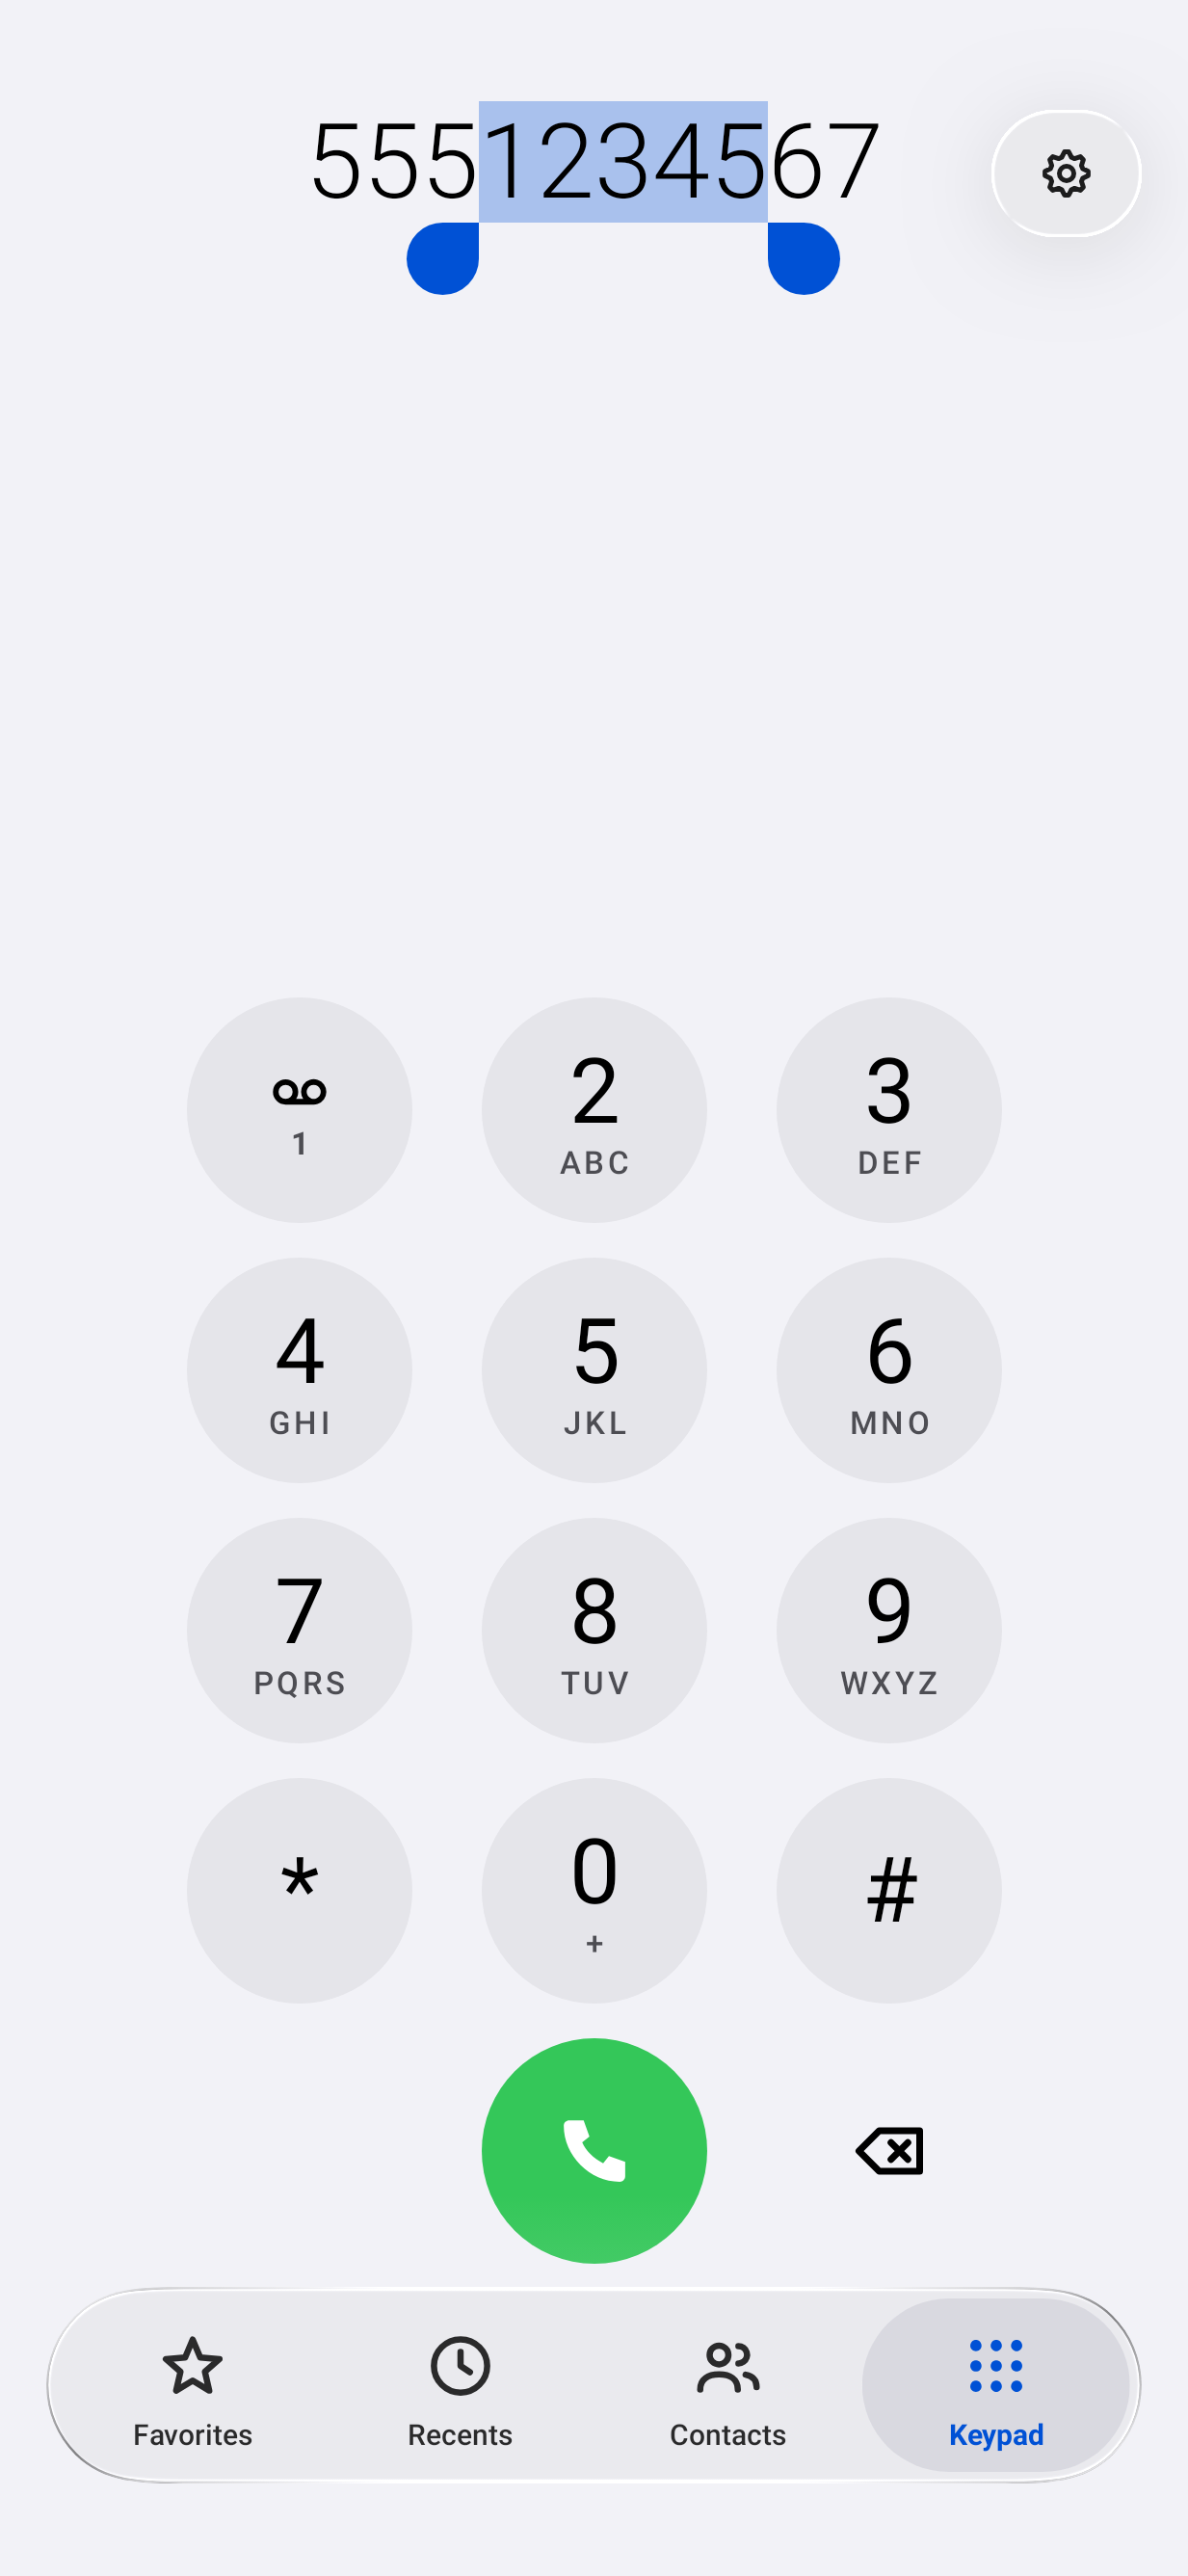 5551234567
1
2
ABC
3
DEF
4
GHI
5
JKL
6
MNO
7
PQRS
8
TUV
9
WXYZ
*
0
+
#
Favorites
Recents
Contacts
Keypad